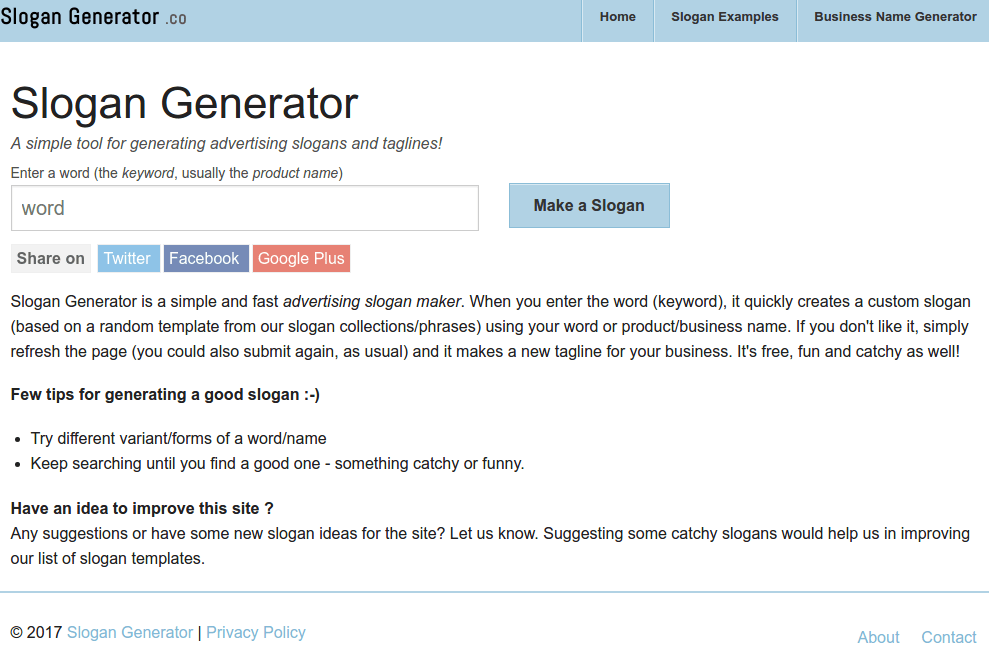 Slogan Generator .co
Home
Slogan Examples
Business Name Generator
Slogan Generator
A simple tool for generating advertising slogans and taglines!
Enter a word (the keyword, usually the product name)
word
Make a Slogan
Share on Twitter Facebook Google Plus
Slogan Generator is a simple and fast advertising slogan maker. When you enter the word (keyword), it quickly creates a custom slogan
(based on a random template from our slogan collections/phrases) using your word or product/business name. If you don't like it, simply
refresh the page (you could also submit again, as usual) and it makes a new tagline for your business. It's free, fun and catchy as well!
Few tips for generating a good slogan :-)
• Try different variant/forms of a word/name
• Keep searching until you find a good one - something catchy or funny.
Have an idea to improve this site ?
Any suggestions or have some new slogan ideas for the site? Let us know. Suggesting some catchy slogans would help us in improving
our list of slogan templates.
© 2017 Slogan Generator | Privacy Policy
About
Contact